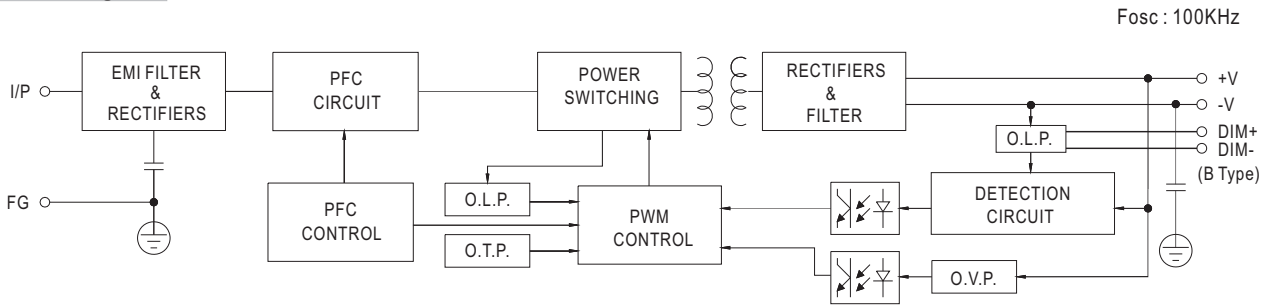 Fosc : 100KHz
I/P
EMI FILTER
&
RECTIFIERS
PFC
CIRCUIT
POWER
SWITCHING
RECTIFIERS
&
FILTER
+V
-V
O.L.P.
DIM+
DIM-
(B Type)
FG
PFC
CONTROL
O.L.P.
O.T.P.
PWM
CONTROL
DETECTION
CIRCUIT
O.V.P.